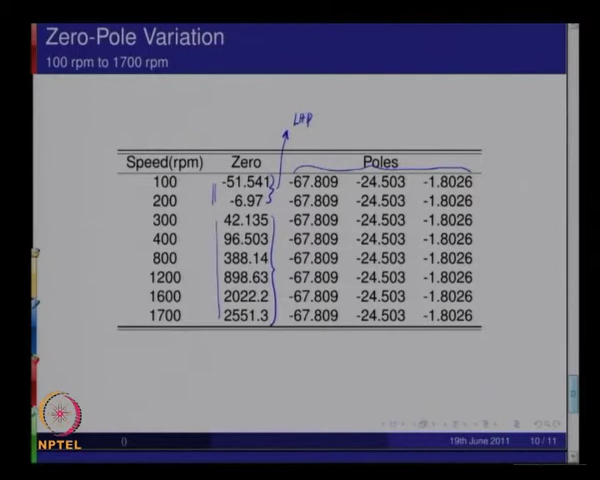 Zero-Pole Variation
100 rpm to 1700 rpm
LHP
Speed(rpm) Zero Poles
100 -51.541 -67.809 -24.503 -1.8026
200 -6.97 -67.809 -24.503 -1.8026
300 42.135 -67.809 -24.503 -1.8026
400 96.503 -67.809 -24.503 -1.8026
800 388.14 -67.809 -24.503 -1.8026
1200 898.63 -67.809 -24.503 -1.8026
1600 2022.2 -67.809 -24.503 -1.8026
1700 2551.3 -67.809 -24.503 -1.8026
NPTEL
() 19th June 2011 10 / 11